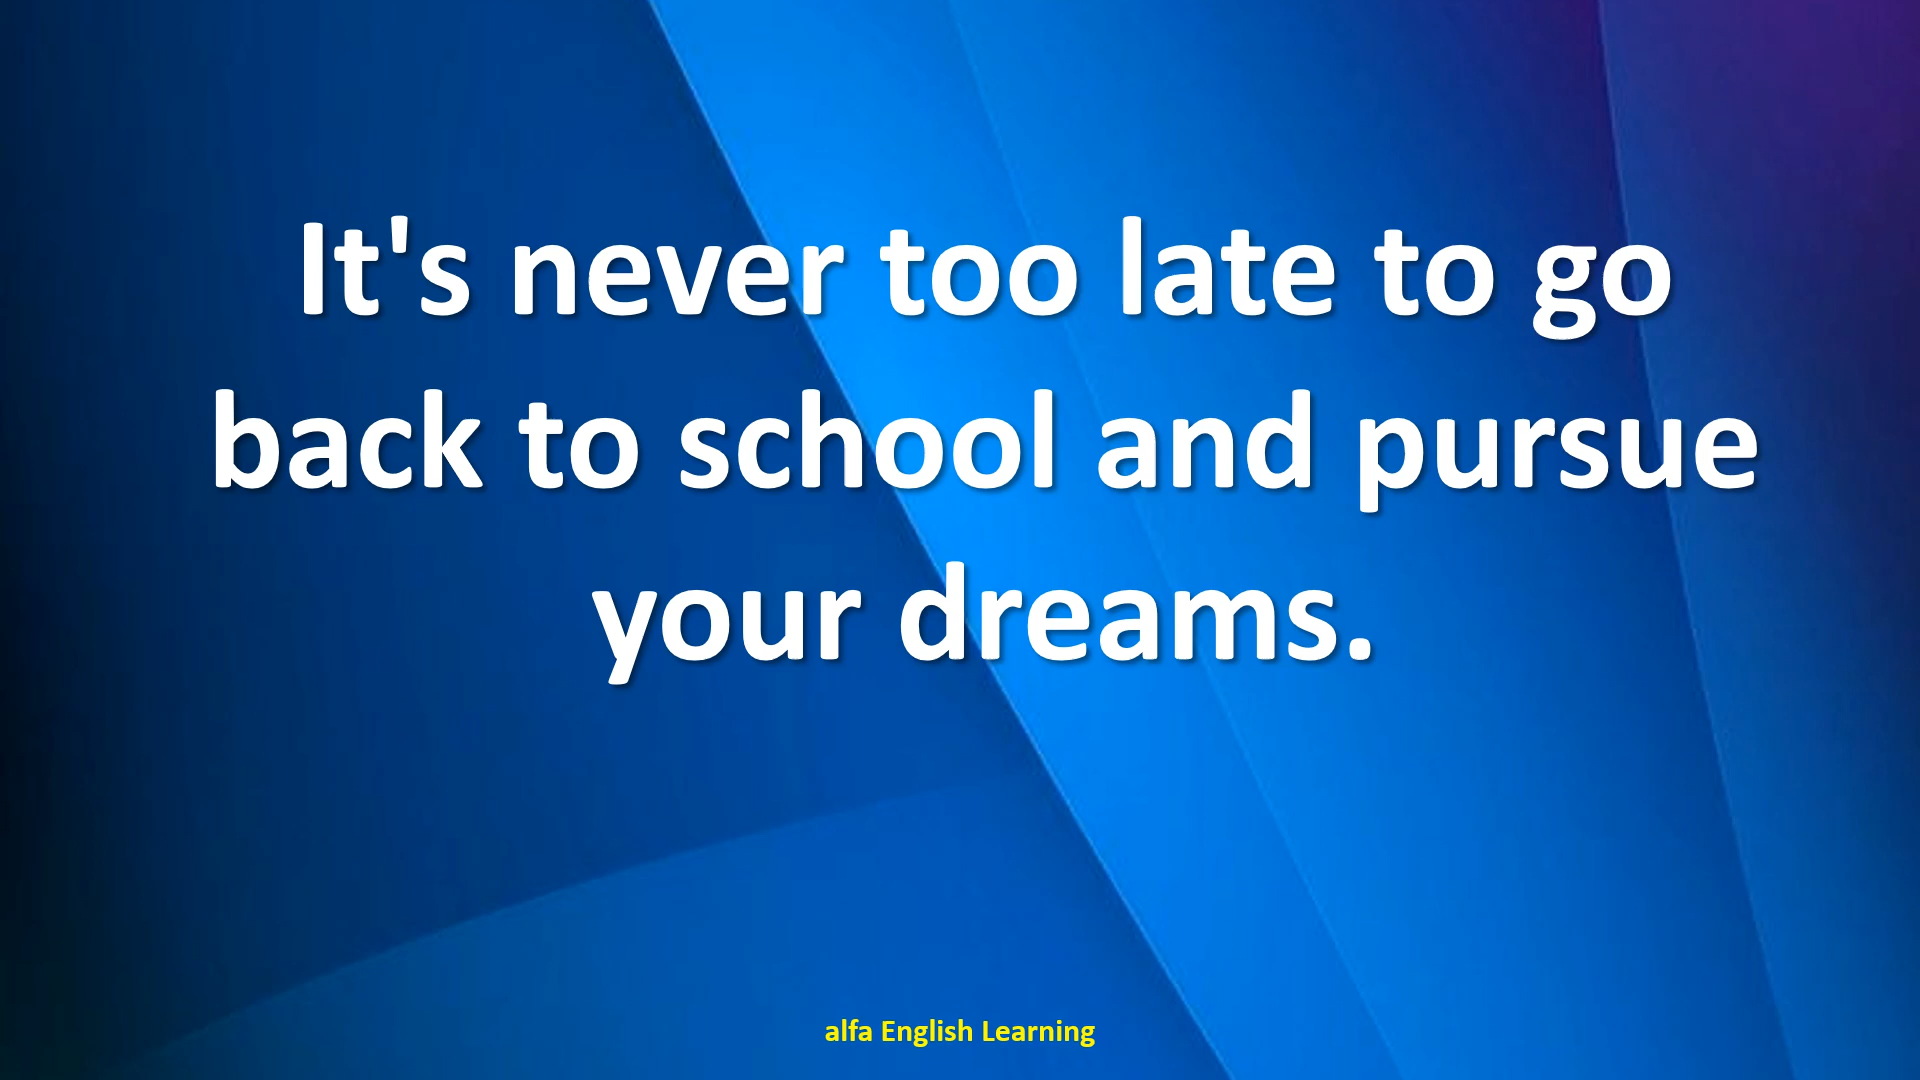 It's never too late to go
back to school and pursue
your dreams.
alfa English Learning